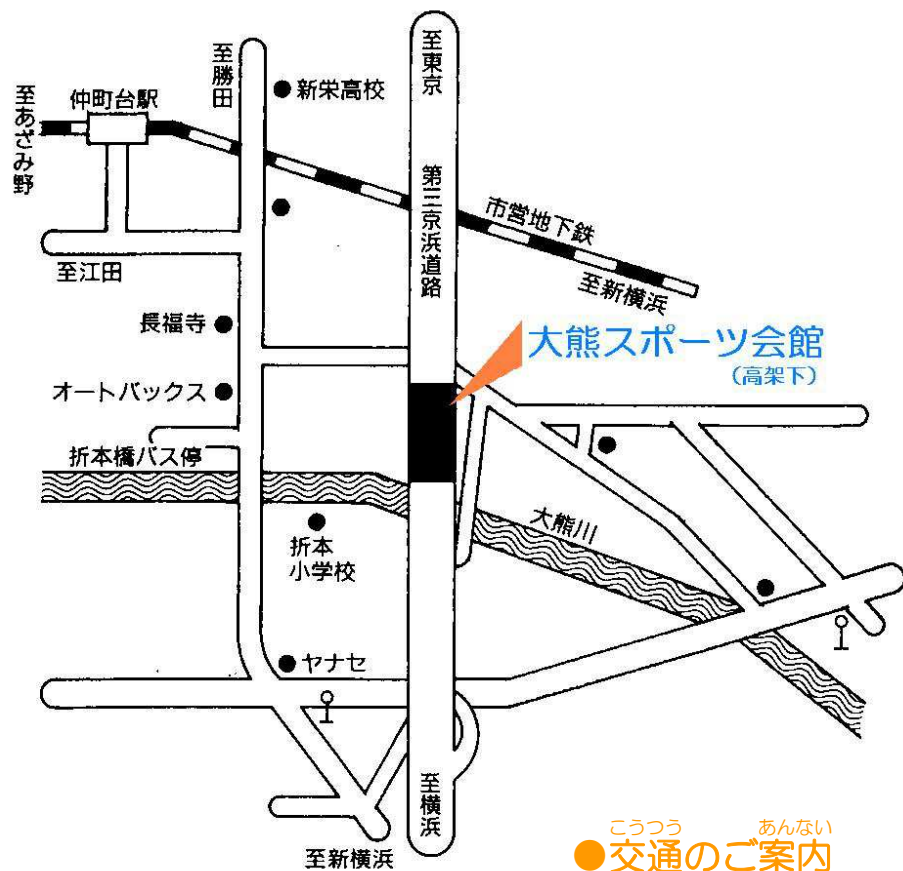 至東京
至勝田
新栄高校
仲町台駅
至あざみ野
第三京浜道路
市営地下鉄
至江田
至新横浜
長福寺
大熊スポーツ会館
(高架下)
オートバックス
折本橋バス停
大熊川
折本
小学校
ヤナセ
至横浜
至新横浜
こうつう あんない
●交通のご案内